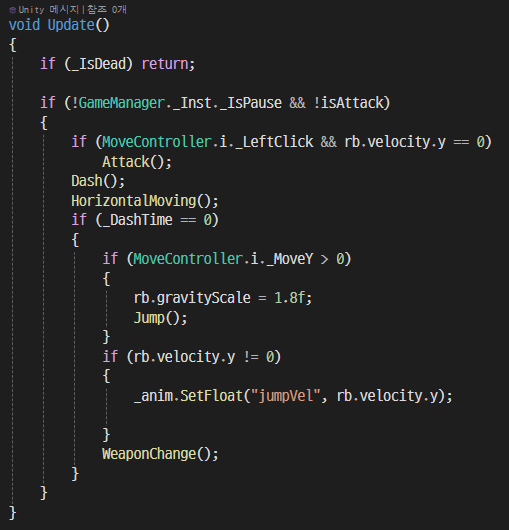 Unity 메시지 | 참조 0개
void Update()
{
    if (_IsDead) return;

    if (!GameManager._Inst._IsPause && !isAttack)
    {
        if (MoveController.i._LeftClick && rb.velocity.y == 0)
            Attack();
        Dash();
        HorizontalMoving();
        if (_DashTime == 0)
        {
            if (MoveController.i._MoveY > 0)
            {
                rb.gravityScale = 1.8f;
                Jump();
            }
            if (rb.velocity.y != 0)
            {
                _anim.SetFloat("jumpVel", rb.velocity.y);

            }
            WeaponChange();
        }
    }
}